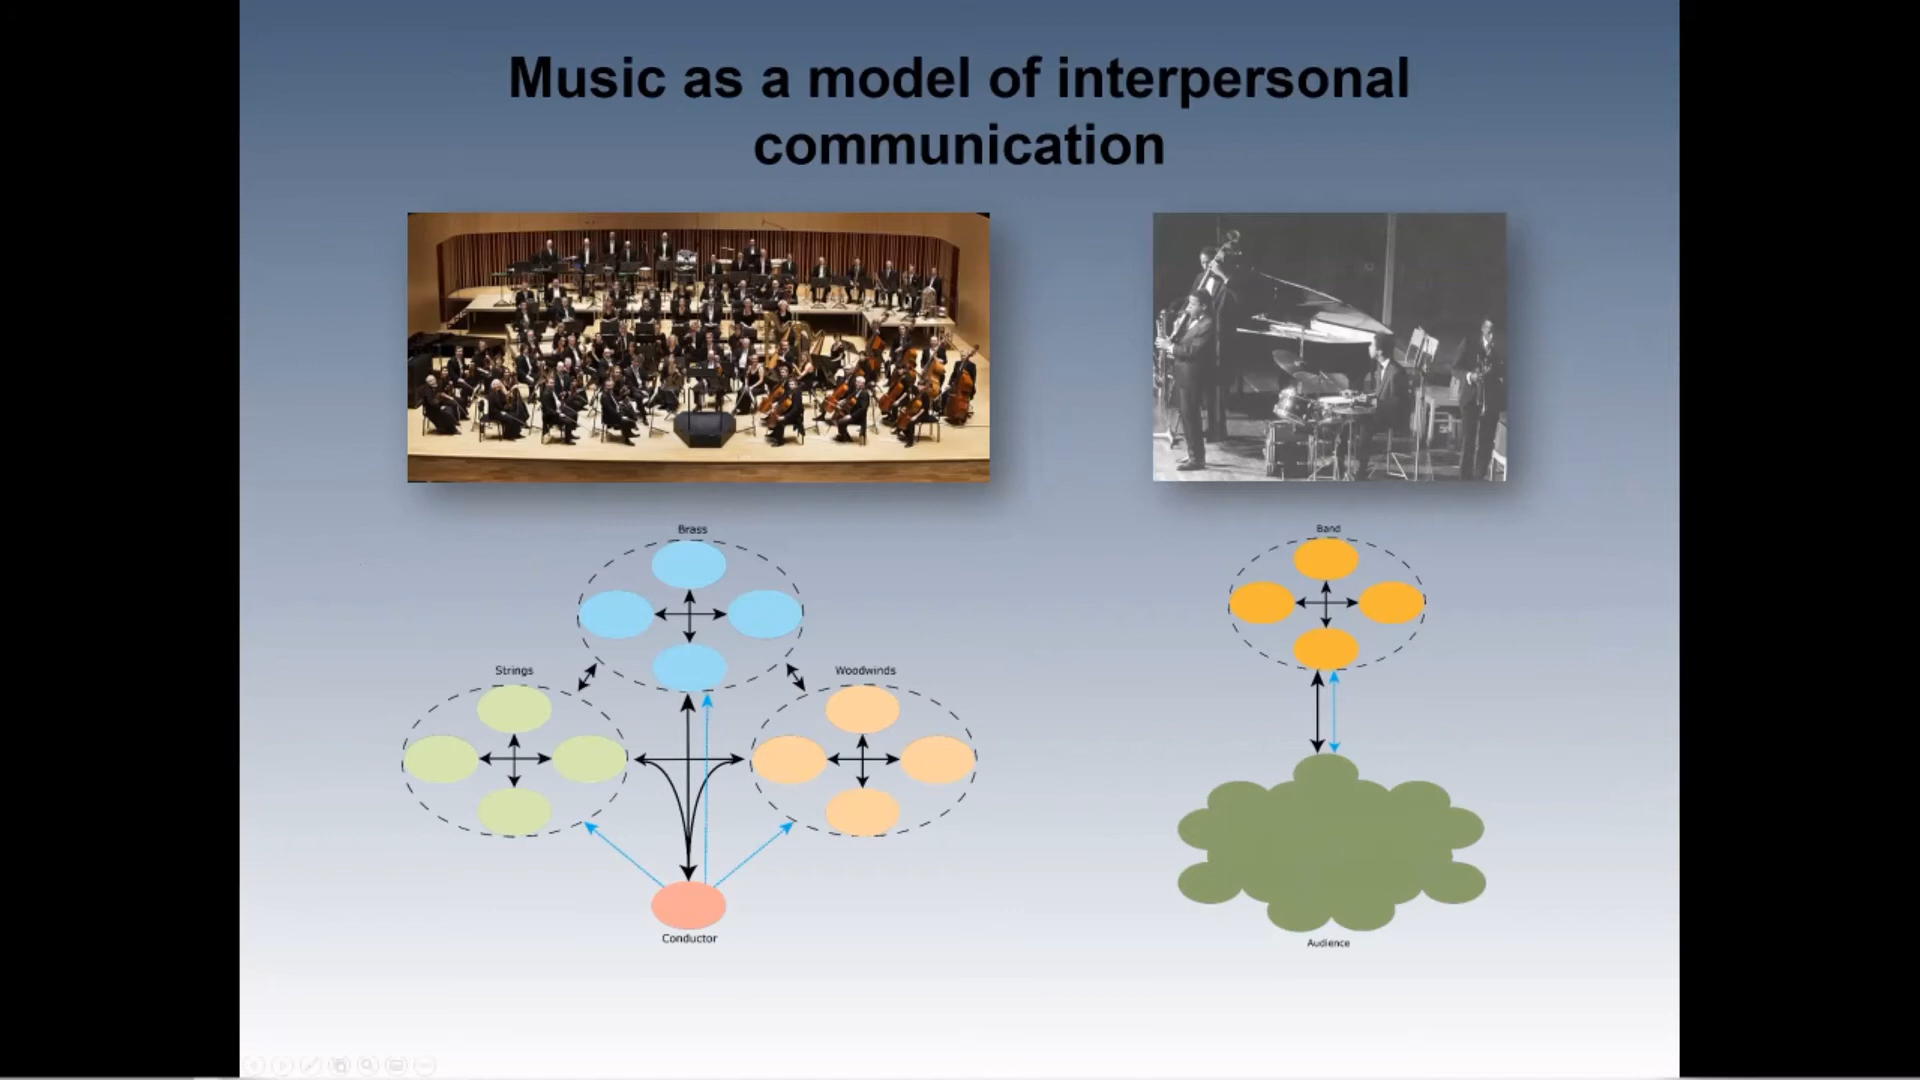 Music as a model of interpersonal
communication
Brass
Strings
Woodwinds
Conductor
Band
Audience